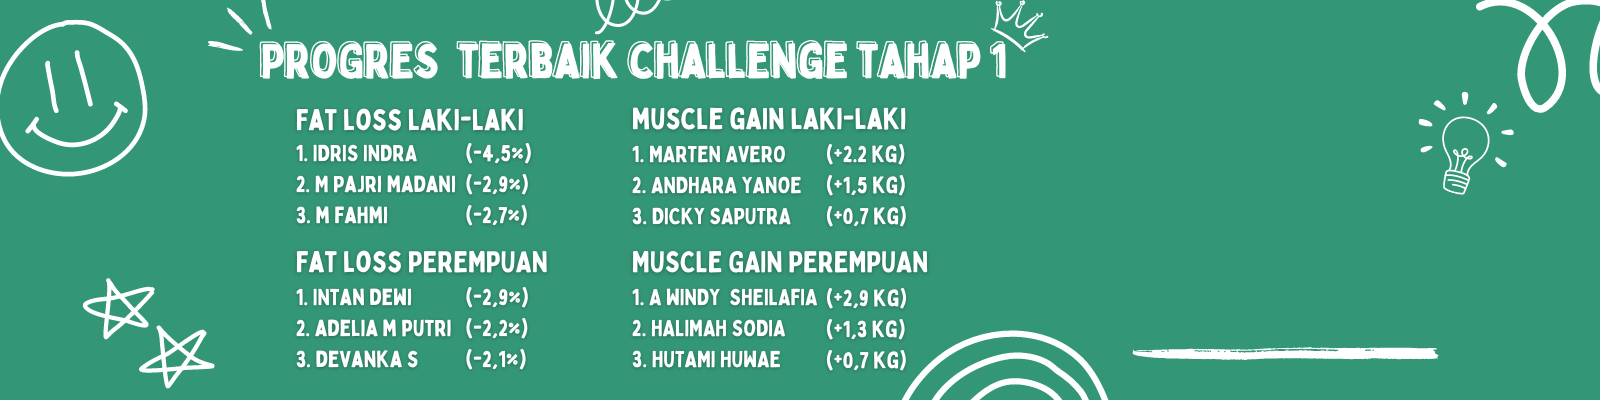 PROGRES TERBAIK CHALLENGE TAHAP 1
FAT LOSS LAKI-LAKI
1. IDRIS INDRA (-4,5%)
2. M PAJRI MADANI (-2,9%)
3. M FAHMI (-2,7%)
MUSCLE GAIN LAKI-LAKI
1. MARTEN AVERO (+2.2 KG)
2. ANDHARA YANOE (+1,5 KG)
3. DICKY SAPUTRA (+0,7 KG)
FAT LOSS PEREMPUAN
1. INTAN DEWI (-2,9%)
2. ADELIA M PUTRI (-2,2%)
3. DEVANKA S (-2,1%)
MUSCLE GAIN PEREMPUAN
1. A WINDY SHEILAFIA (+2,9 KG)
2. HALIMAH SODIA (+1,3 KG)
3. HUTAMI HUWAE (+0,7 KG)